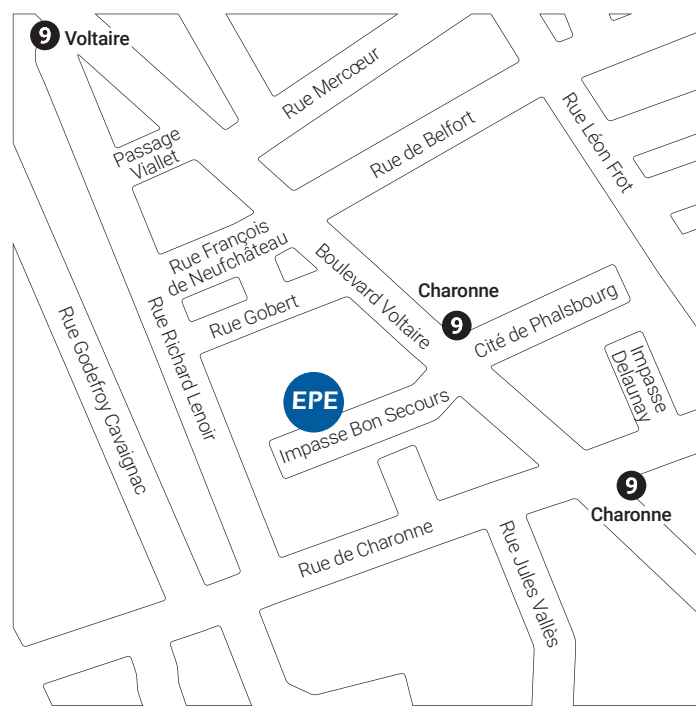 9 Voltaire
Rue Mercœur
Passage
Viallet
Rue de Belfort
Rue Léon Frot
Rue François
de Neufchâteau
Boulevard Voltaire
Charonne
9
Cité de Phalsbourg
Rue Gobert
Rue Godefroy Cavaignac
Rue Richard Lenoir
Impasse
Delaunay
EPE
Impasse Bon Secours
9
Charonne
Rue de Charonne
Rue Jules Vallès